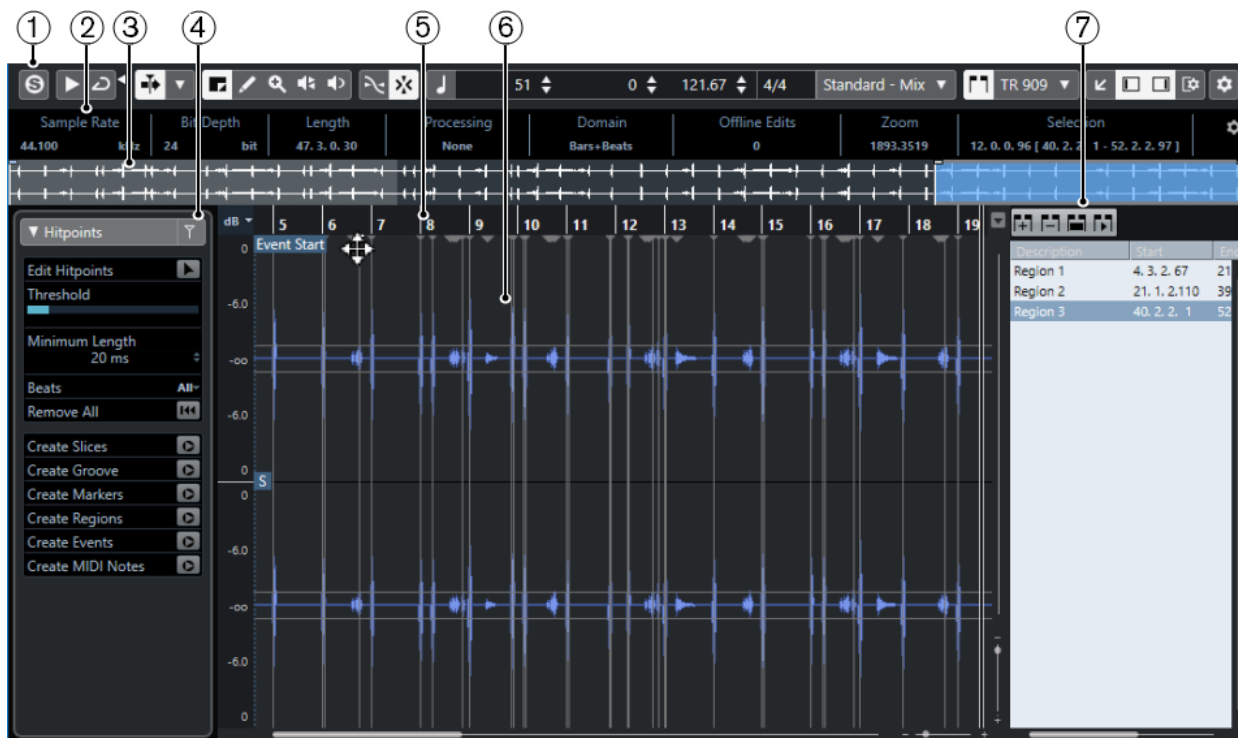 1 2 3 4 5 6 7
51 0 121.67 4/4 Standard - Mix TR 909
Sample Rate Bit Depth Length Processing Domain Offline Edits Zoom Selection
44.100 24 bit 47. 3. 0. 30 None Bars+Beats 0 1893.3519 12. 0. 0. 96 [ 40. 2. 1 - 52. 2. 2. 97 ]
dB 5 6 7 8 9 10 11 12 13 14 15 16 17 18 19
Hitpoints
Edit Hitpoints
Threshold
Minimum Length
20 ms
Beats All
Remove All
Create Slices
Create Groove
Create Markers
Create Regions
Create Events
Create MIDI Notes
0 Event Start
-6.0
-∞
-6.0
0
S
0
-6.0
-∞
-6.0
0
Description Start
Region 1 4. 3. 2. 67 21
Region 2 21. 1. 2.110 39
Region 3 40. 2. 2. 1 52